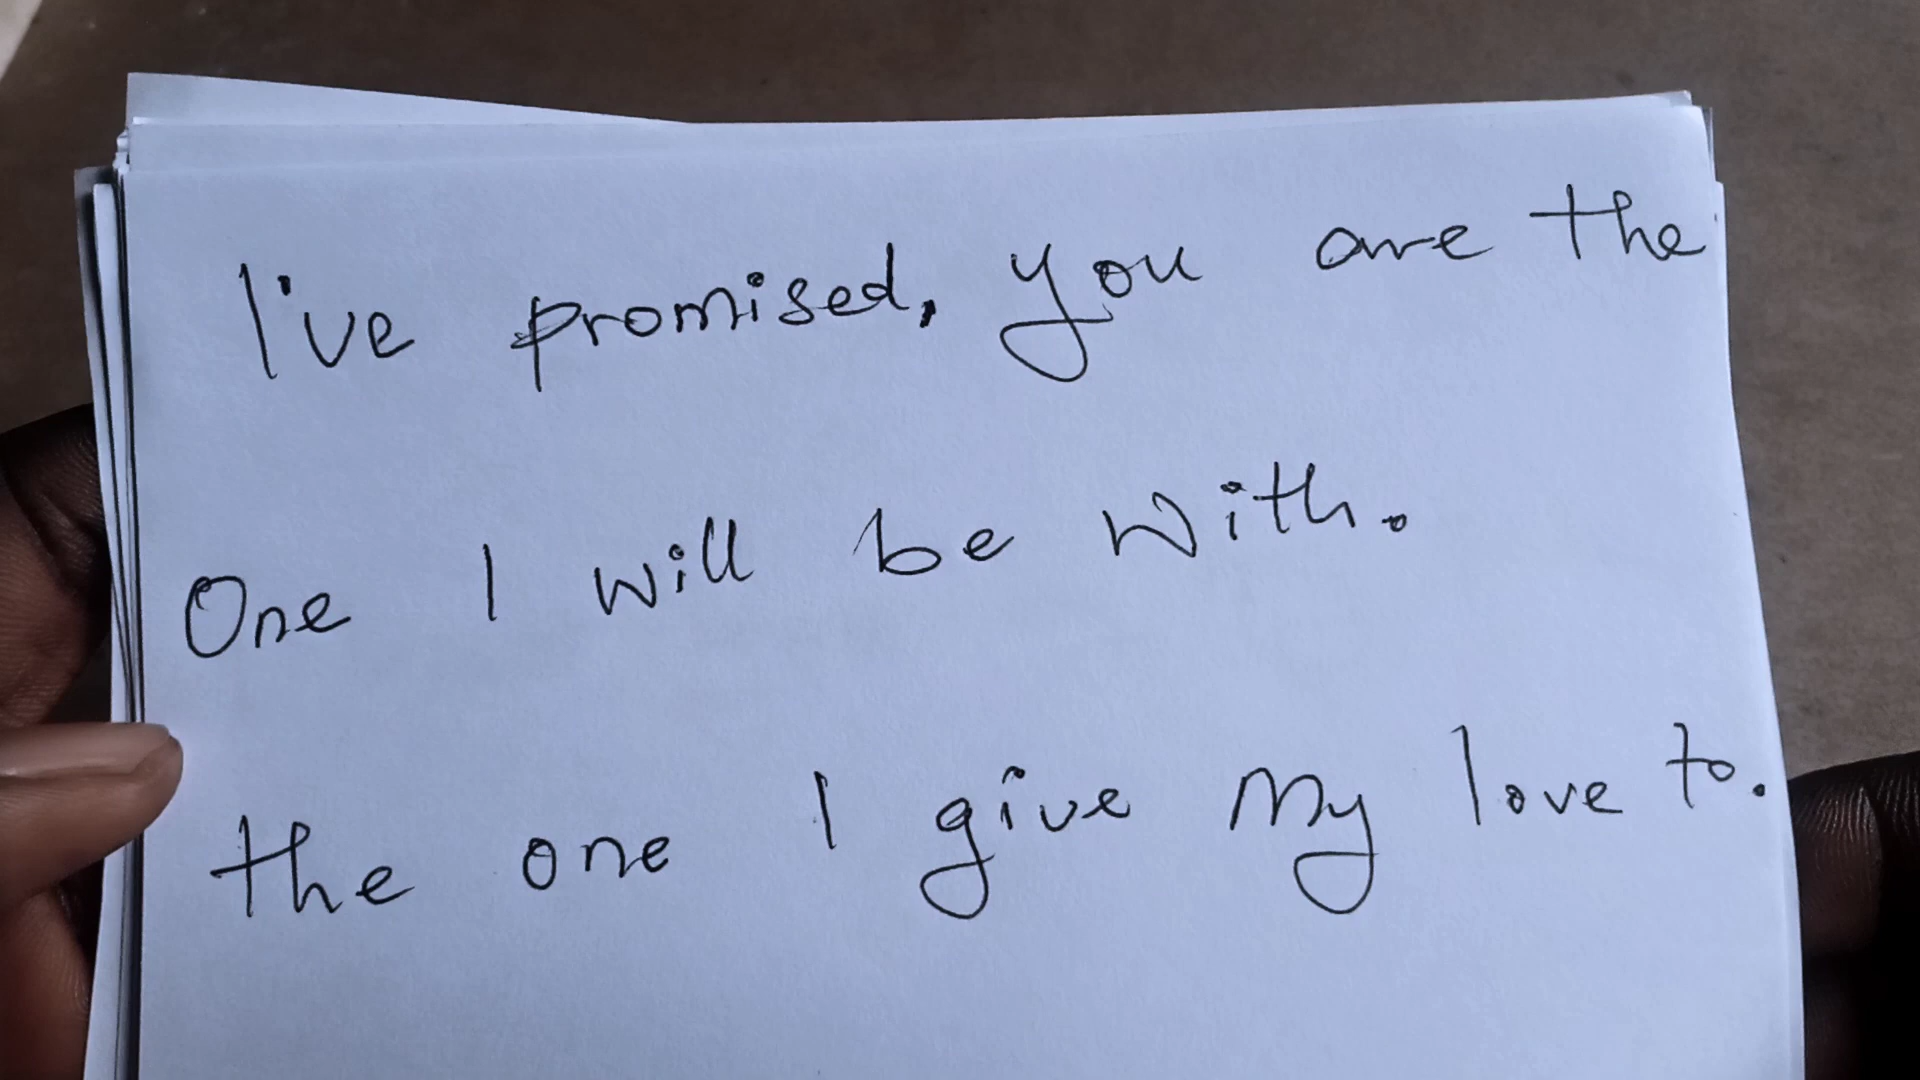 I've promised, you are the
One I will be with.
the one I give my love to.